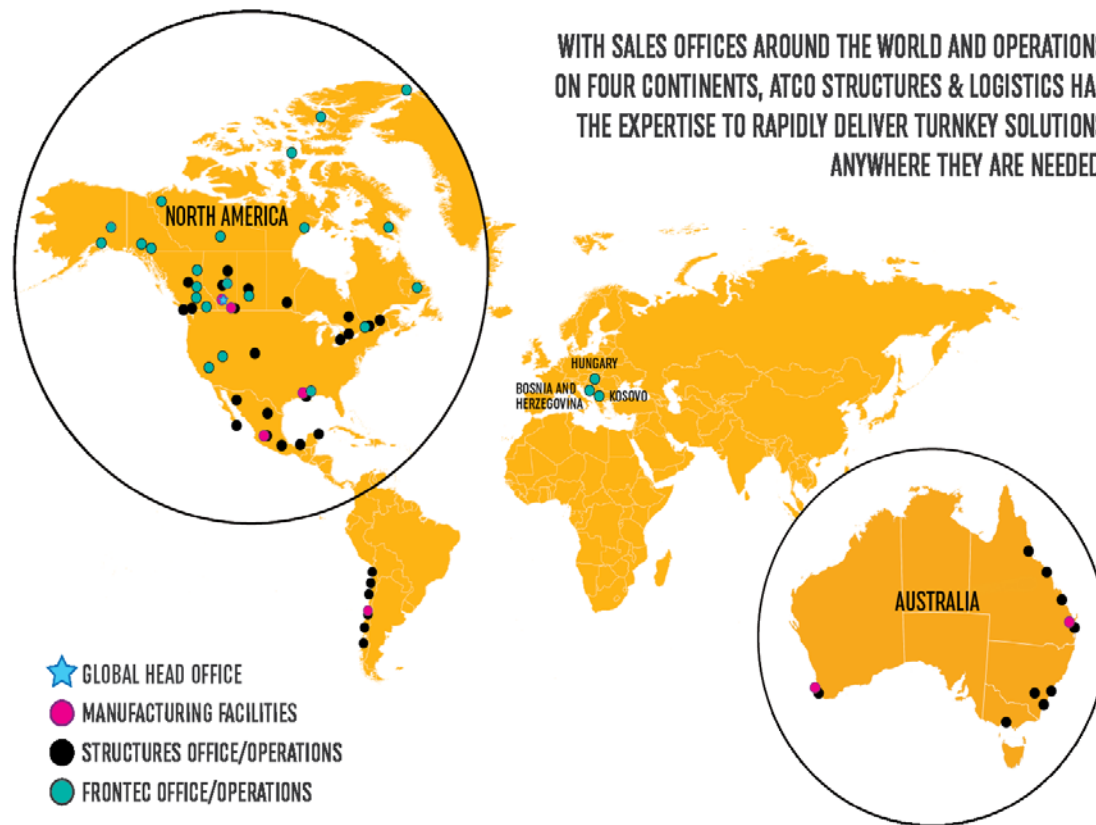 WITH SALES OFFICES AROUND THE WORLD AND OPERATION
ON FOUR CONTINENTS, ATCO STRUCTURES & LOGISTICS HA
THE EXPERTISE TO RAPIDLY DELIVER TURNKEY SOLUTION
ANYWHERE THEY ARE NEEDED
NORTH AMERICA
HUNGARY
BOSNIA AND
HERZEGOVINA
KOSOVO
AUSTRALIA
GLOBAL HEAD OFFICE
MANUFACTURING FACILITIES
STRUCTURES OFFICE/OPERATIONS
FRONTEC OFFICE/OPERATIONS